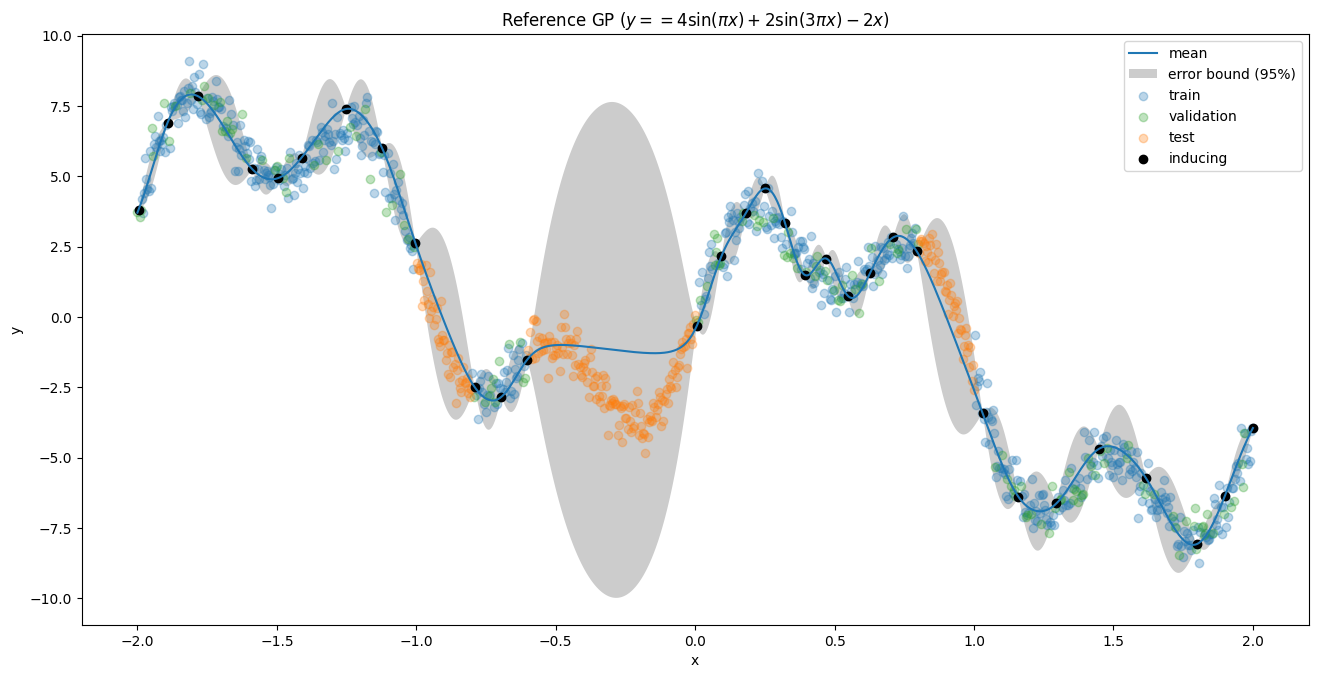 Reference GP (y = = 4sin(πx) + 2sin(3πx) − 2x)
mean
error bound (95%)
train
validation
test
inducing
10.0
7.5
5.0
2.5
0.0
−2.5
−5.0
−7.5
−10.0
y
−2.0 −1.5 −1.0 −0.5 0.0 0.5 1.0 1.5 2.0
x